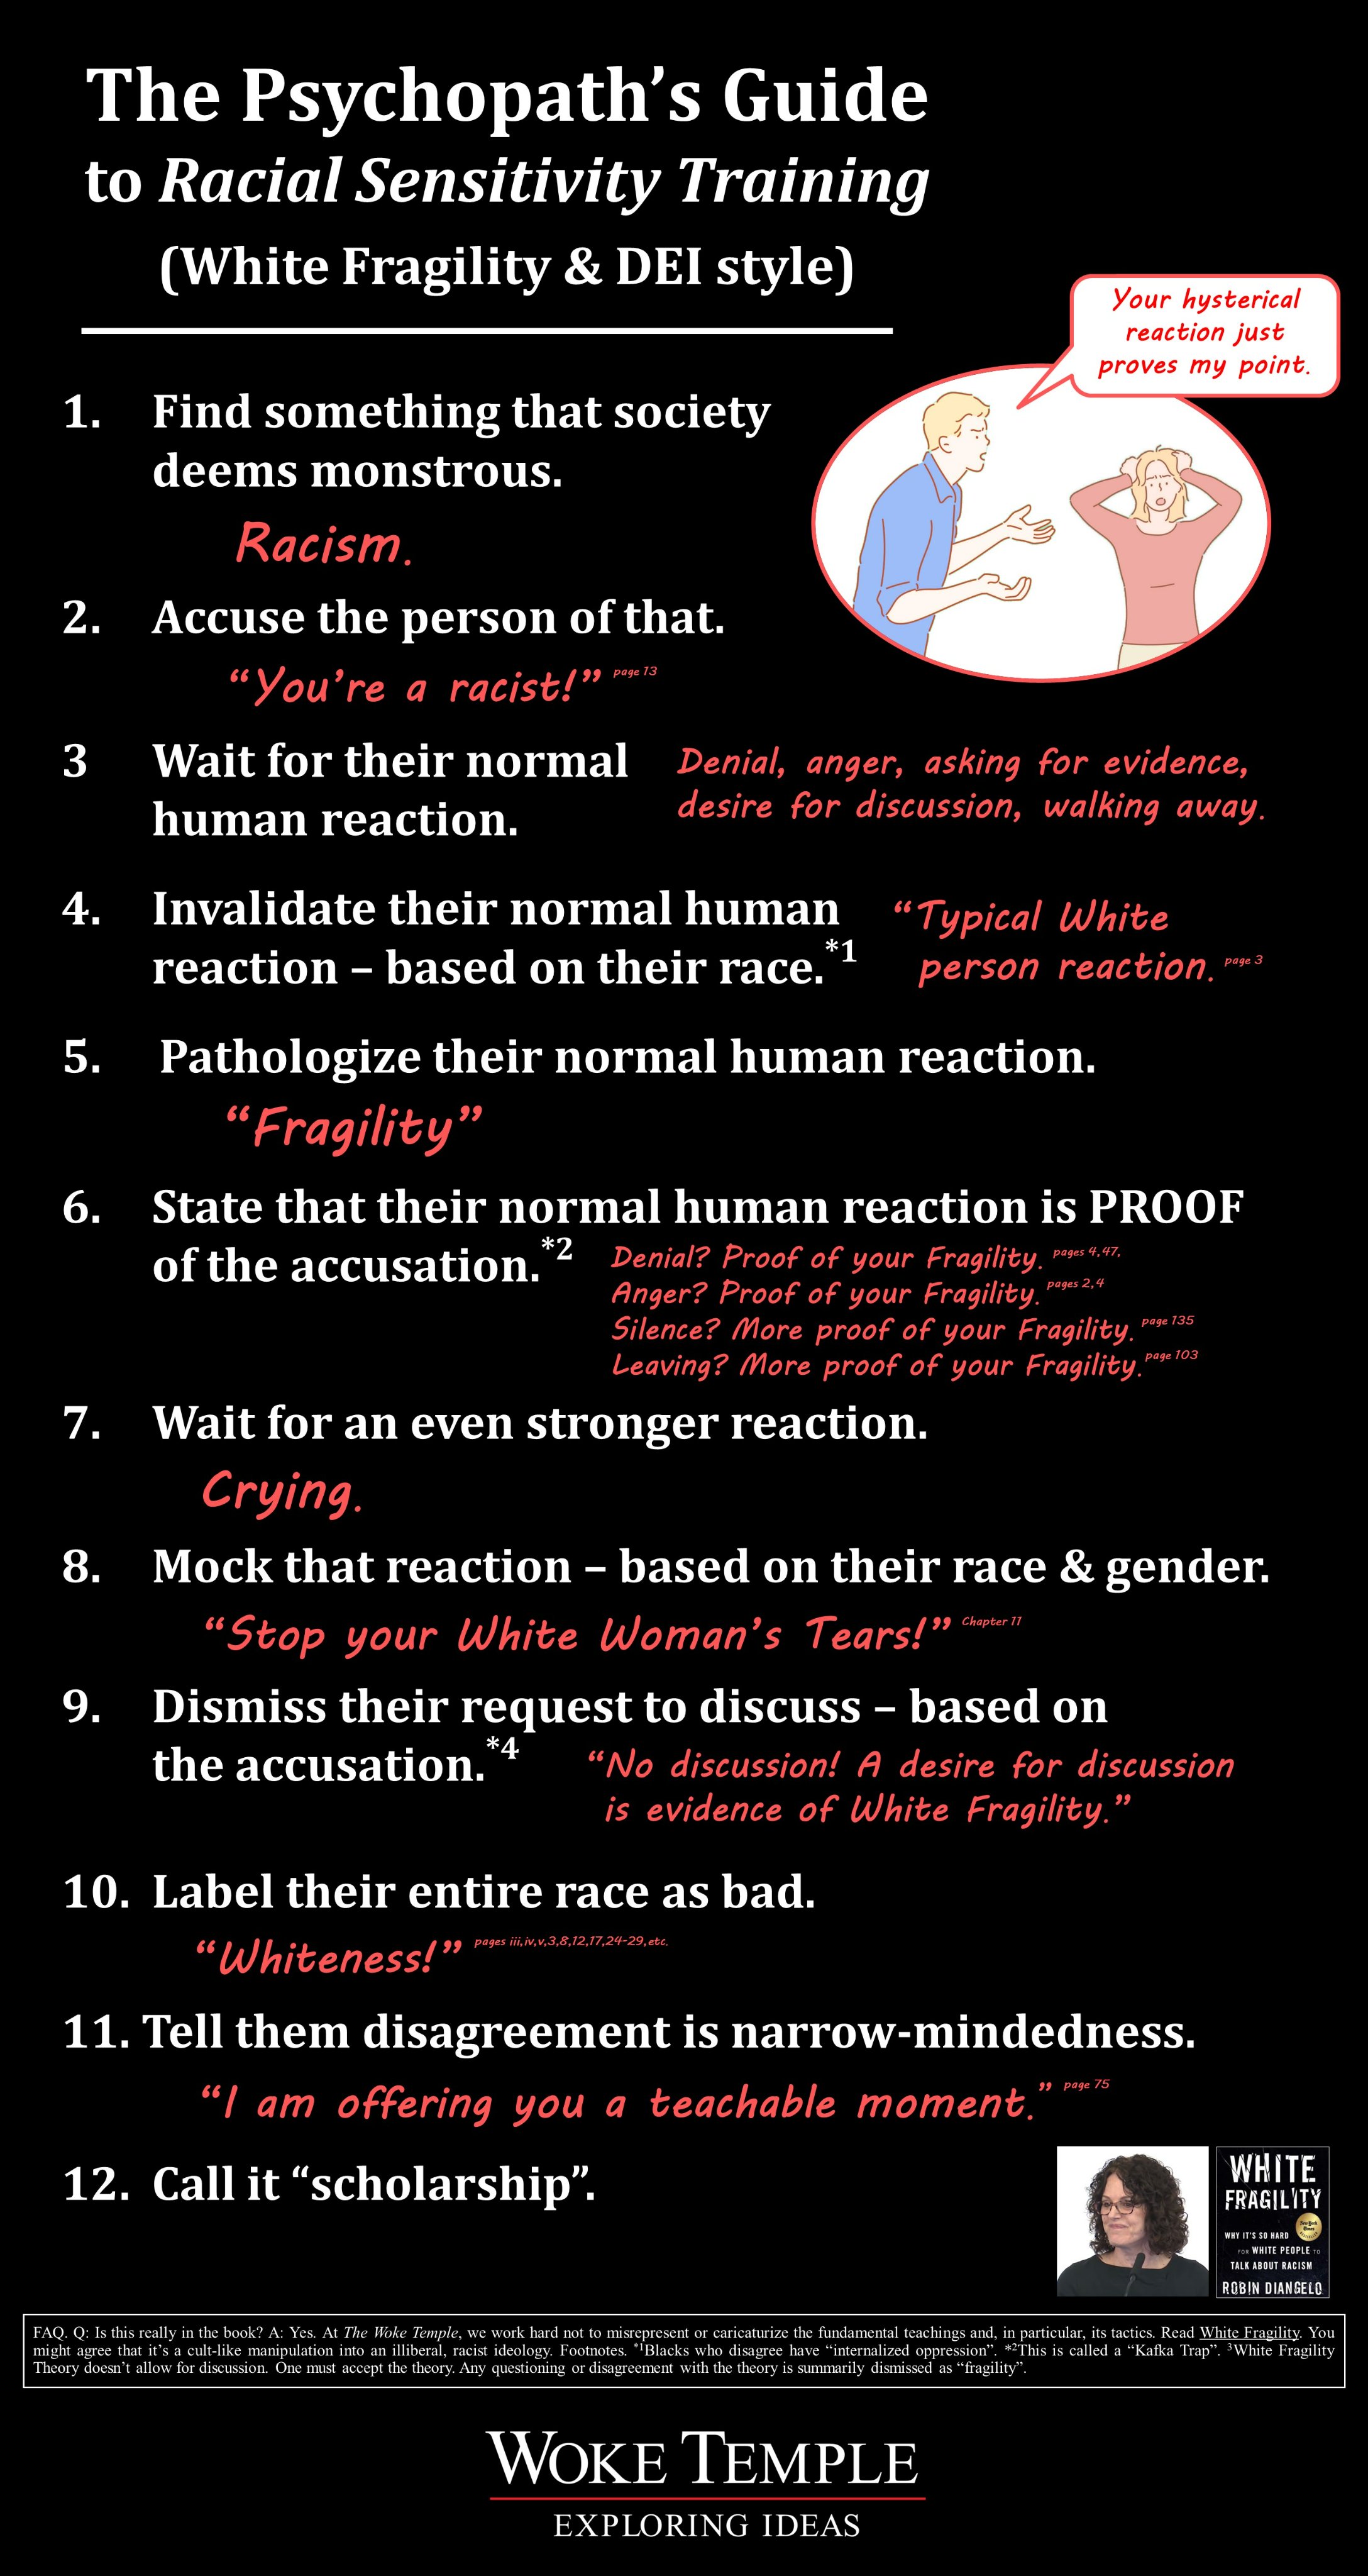 The Psychopath’s Guide
to Racial Sensitivity Training
(White Fragility & DEI style)
Your hysterical
reaction just
proves my point.
1. Find something that society
deems monstrous.
Racism.
2. Accuse the person of that.
“You’re a racist!” page 13
3 Wait for their normal
human reaction.
Denial, anger, asking for evidence,
desire for discussion, walking away.
4. Invalidate their normal human
reaction – based on their race.*1
“Typical White
person reaction. page 3
5. Pathologize their normal human reaction.
“Fragility”
6. State that their normal human reaction is PROOF
of the accusation.*2
Denial? Proof of your Fragility. pages 4,47,
Anger? Proof of your Fragility. pages 2,4
Silence? More proof of your Fragility. page 135
Leaving? More proof of your Fragility. page 103
7. Wait for an even stronger reaction.
Crying.
8. Mock that reaction – based on their race & gender.
“Stop your White Woman’s Tears!” Chapter 11
9. Dismiss their request to discuss – based on
the accusation.*4
“No discussion! A desire for discussion
is evidence of White Fragility.”
10. Label their entire race as bad.
“Whiteness!” pages iii,iv,v,3,8,12,17,24-29,etc.
11. Tell them disagreement is narrow-mindedness.
“I am offering you a teachable moment.” page 75
12. Call it “scholarship”.
WHITE
FRAGILITY
New York
Times
WHY IT'S SO HARD
FOR WHITE PEOPLE TO
TALK ABOUT RACISM
ROBIN DIANGELO
FAQ. Q: Is this really in the book? A: Yes. At The Woke Temple, we work hard not to misrepresent or caricaturize the fundamental teachings and, in particular, its tactics. Read White Fragility. You
might agree that it’s a cult-like manipulation into an illiberal, racist ideology. Footnotes. *1Blacks who disagree have “internalized oppression”. *2This is called a “Kafka Trap”. 3White Fragility
Theory doesn’t allow for discussion. One must accept the theory. Any questioning or disagreement with the theory is summarily dismissed as “fragility”.
WOKE TEMPLE
EXPLORING IDEAS